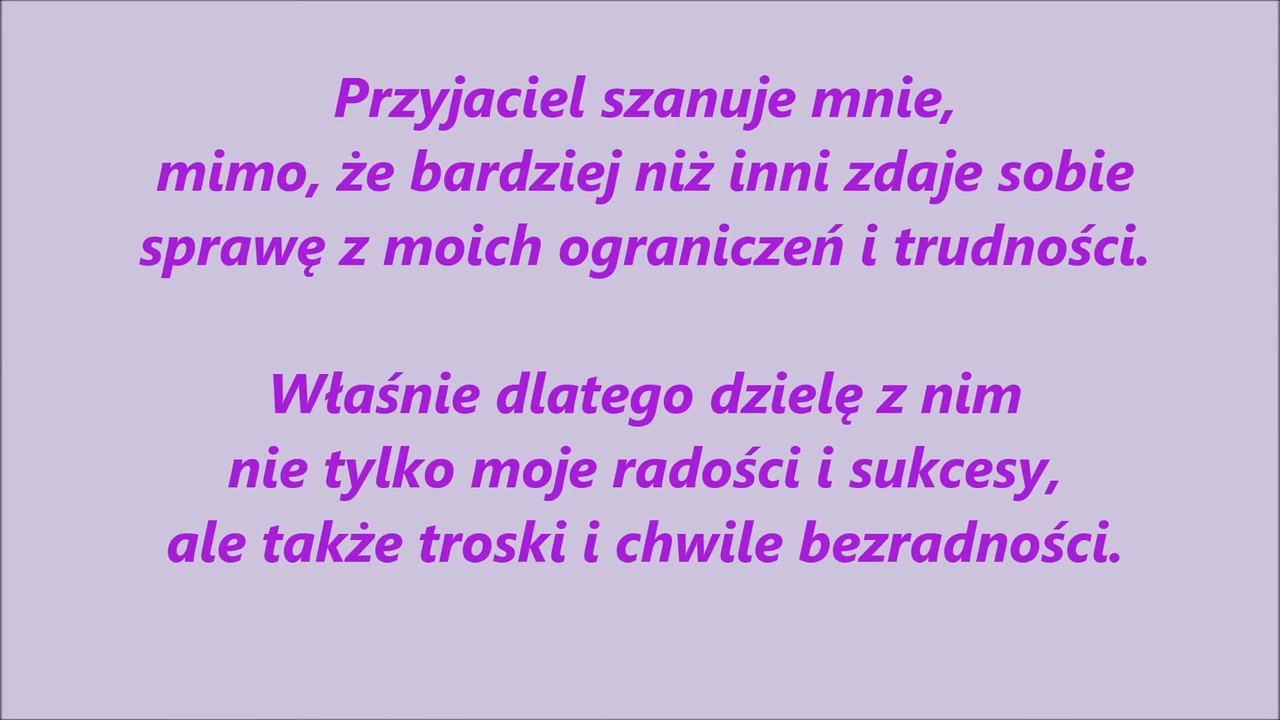 Przyjaciel szanuje mnie,
mimo, że bardziej niż inni zdaje sobie
sprawę z moich ograniczeń i trudności.
Właśnie dlatego dzielę z nim
nie tylko moje radości i sukcesy,
ale także troski i chwile bezradności.